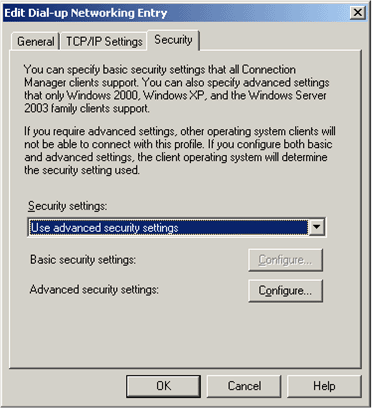 Edit Dial-up Networking Entry
General TCP/IP Settings Security
You can specify basic security settings that all Connection
Manager clients support. You can also specify advanced settings
that only Windows 2000, Windows XP, and the Windows Server
2003 family clients support.
If you require advanced settings, other operating system clients will
not be able to connect with this profile. If you configure both basic
and advanced settings, the client operating system will determine
the security setting used.
Security settings:
Use advanced security settings
Basic security settings: Configure...
Advanced security settings: Configure...
OK Cancel Help